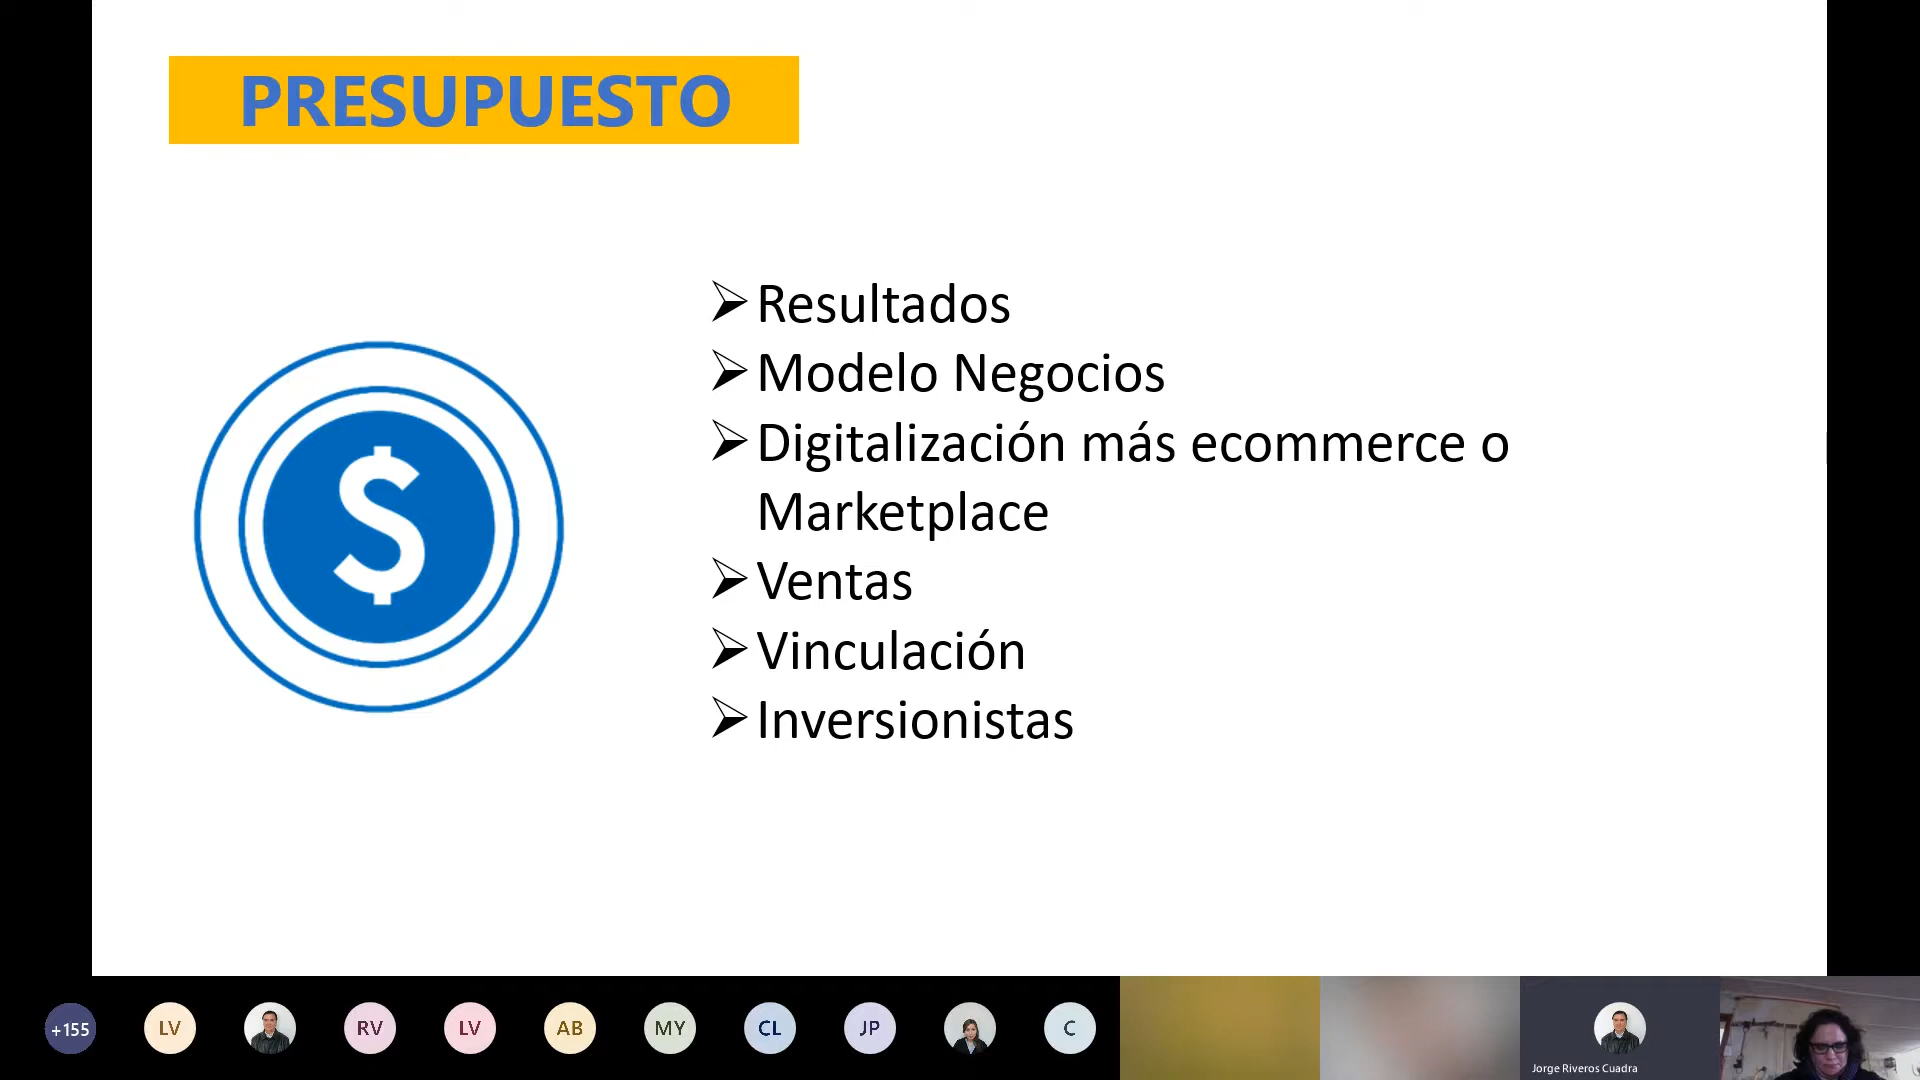 PRESUPUESTO
$
➢Resultados
➢Modelo Negocios
➢Digitalización más ecommerce o
Marketplace
➢Ventas
➢Vinculación
➢Inversionistas
+155
LV
RV
LV
AB
MY
CL
JP
C
Jorge Riveros Cuadra